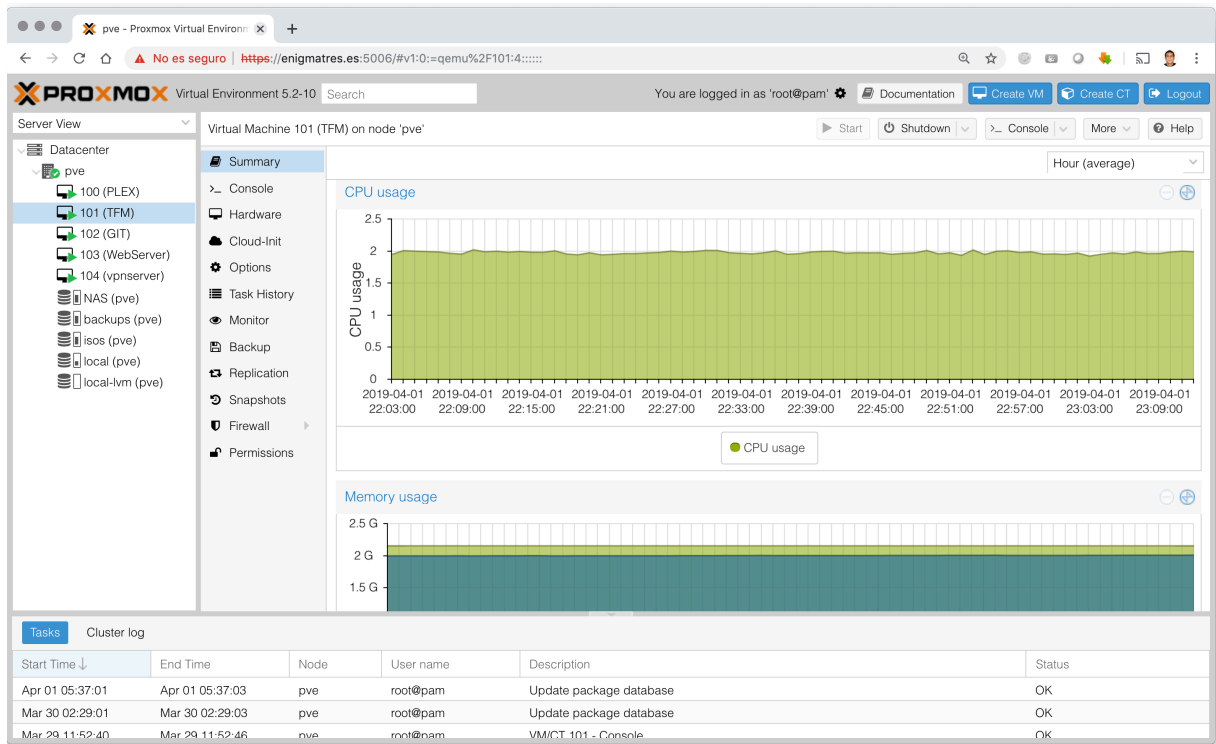 pve - Proxmox Virtual Environm
No es seguro | https://enigmatres.es:5006/#v1:0:=qemu%2F101:4::::::
PROXMOX Virtual Environment 5.2-10 Search You are logged in as 'root@pam' Documentation Create VM Create CT Logout
Server View
Virtual Machine 101 (TFM) on node 'pve' Start Shutdown >_ Console More Help
Datacenter
pve
100 (PLEX)
101 (TFM)
102 (GIT)
103 (WebServer)
104 (vpnserver)
NAS (pve)
backups (pve)
isos (pve)
local (pve)
local-lvm (pve)
Summary
>_ Console
Hardware
Cloud-Init
Options
Task History
Monitor
Backup
Replication
Snapshots
Firewall
Permissions
Hour (average)
CPU usage
2.5
2
1.5
1
0.5
0
CPU usage
2019-04-01 2019-04-01 2019-04-01 2019-04-01 2019-04-01 2019-04-01 2019-04-01 2019-04-01 2019-04-01 2019-04-01 2019-04-01 2019-04-01
22:03:00 22:09:00 22:15:00 22:21:00 22:27:00 22:33:00 22:39:00 22:45:00 22:51:00 22:57:00 23:03:00 23:09:00
CPU usage
Memory usage
2.5 G
2 G
1.5 G
Tasks Cluster log
Start Time End Time Node User name Description Status
Apr 01 05:37:01 Apr 01 05:37:03 pve root@pam Update package database OK
Mar 30 02:29:01 Mar 30 02:29:03 pve root@pam Update package database OK
Mar 29 11:52:40 Mar 29 11:52:46 pve root@pam VM/CT 101 - Console OK